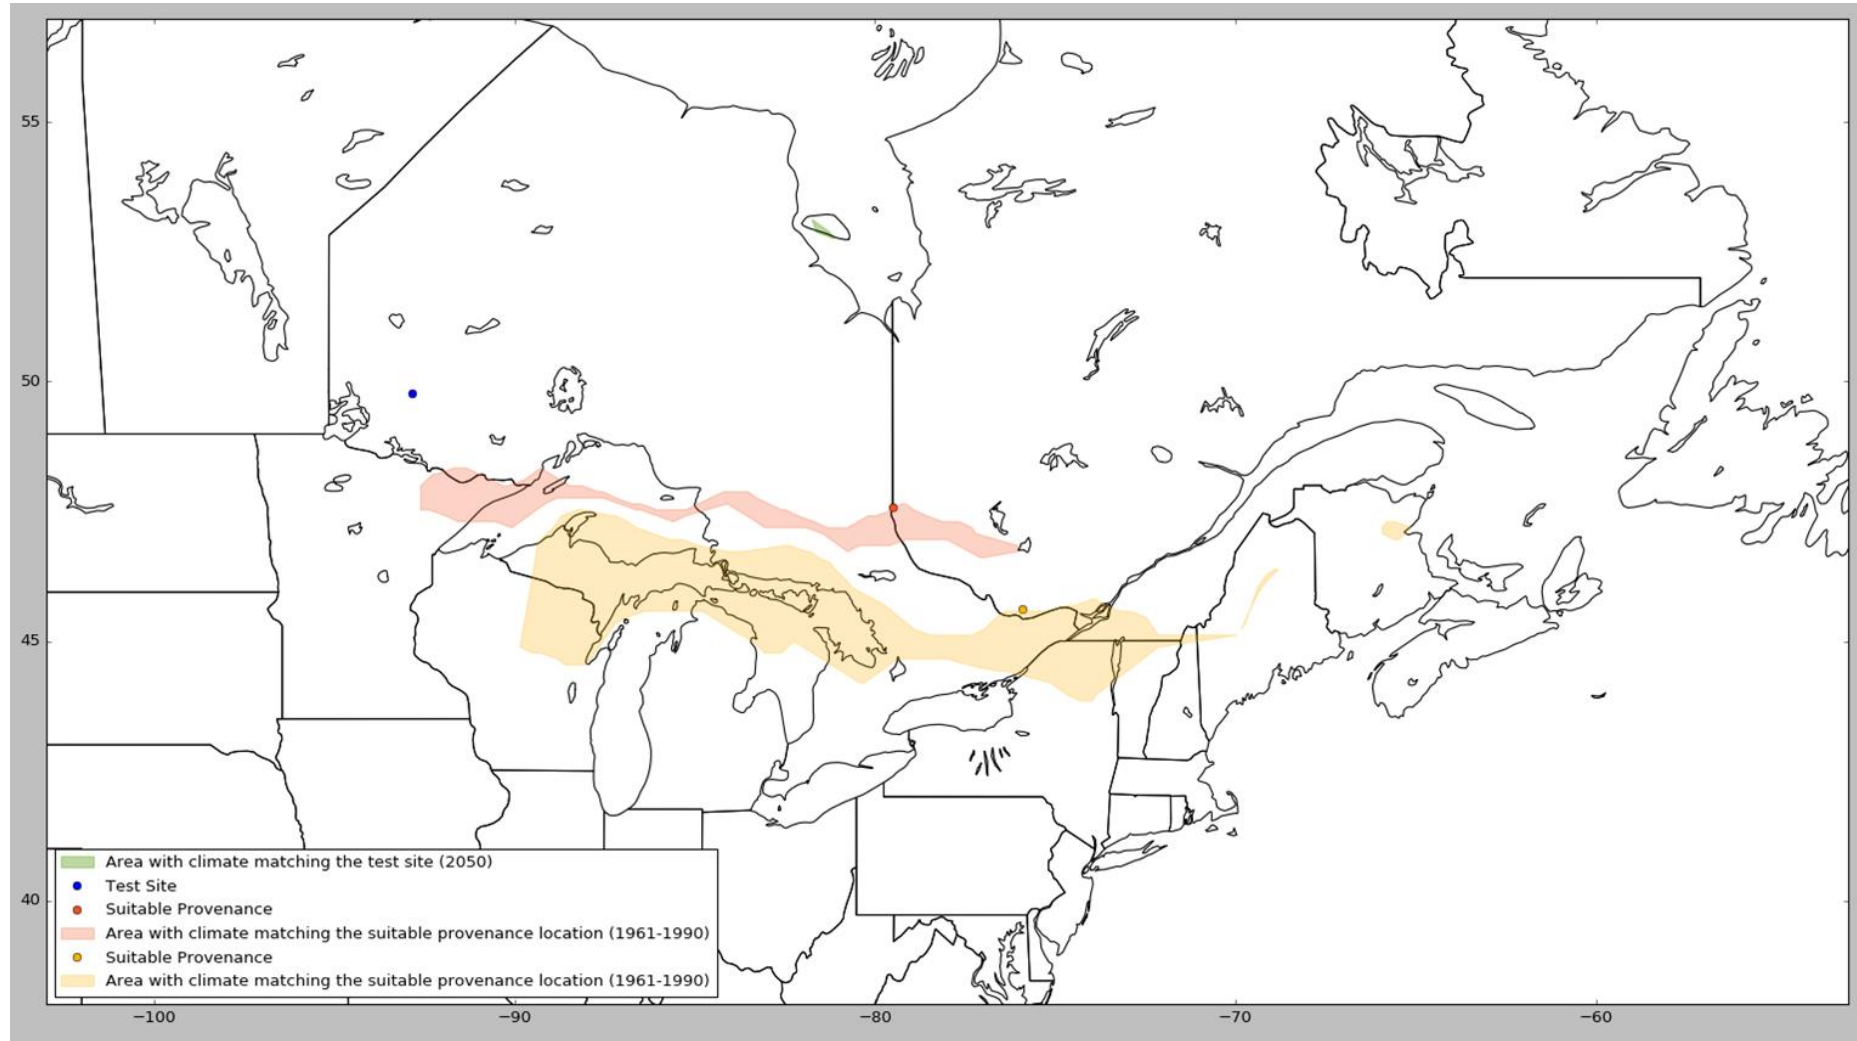 55
50
45
40
Area with climate matching the test site (2050)
Test Site
Suitable Provenance
Area with climate matching the suitable provenance location (1961-1990)
Suitable Provenance
Area with climate matching the suitable provenance location (1961-1990)
−100 −90 −80 −70 −60